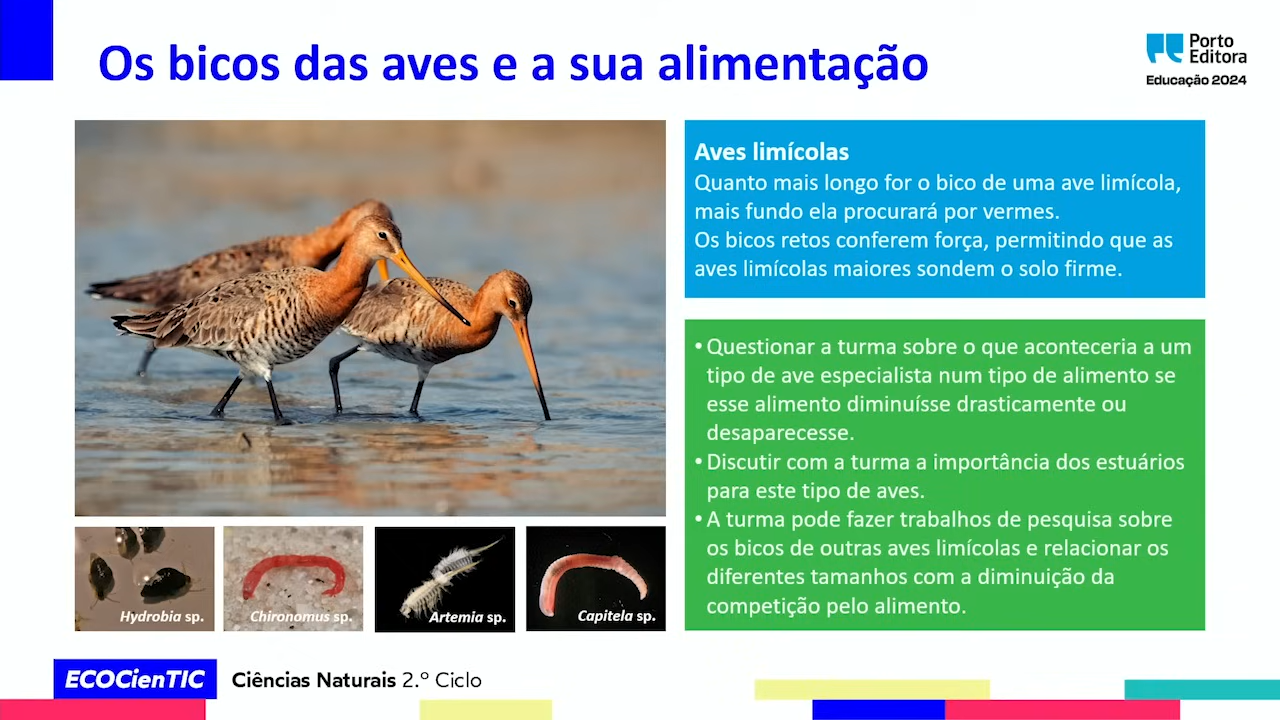 Os bicos das aves e a sua alimentação
Porto
Editora
Educação 2024
Aves limícolas
Quanto mais longo for o bico de uma ave limícola,
mais fundo ela procurará por vermes.
Os bicos retos conferem força, permitindo que as
aves limícolas maiores sondem o solo firme.
• Questionar a turma sobre o que aconteceria a um
tipo de ave especialista num tipo de alimento se
esse alimento diminuísse drasticamente ou
desaparecesse.
• Discutir com a turma a importância dos estuários
para este tipo de aves.
• A turma pode fazer trabalhos de pesquisa sobre
os bicos de outras aves limícolas e relacionar os
diferentes tamanhos com a diminuição da
competição pelo alimento.
Hydrobia sp.
Chironomus sp.
Artemia sp.
Capitela sp.
ECOCienTIC
Ciências Naturais 2.º Ciclo